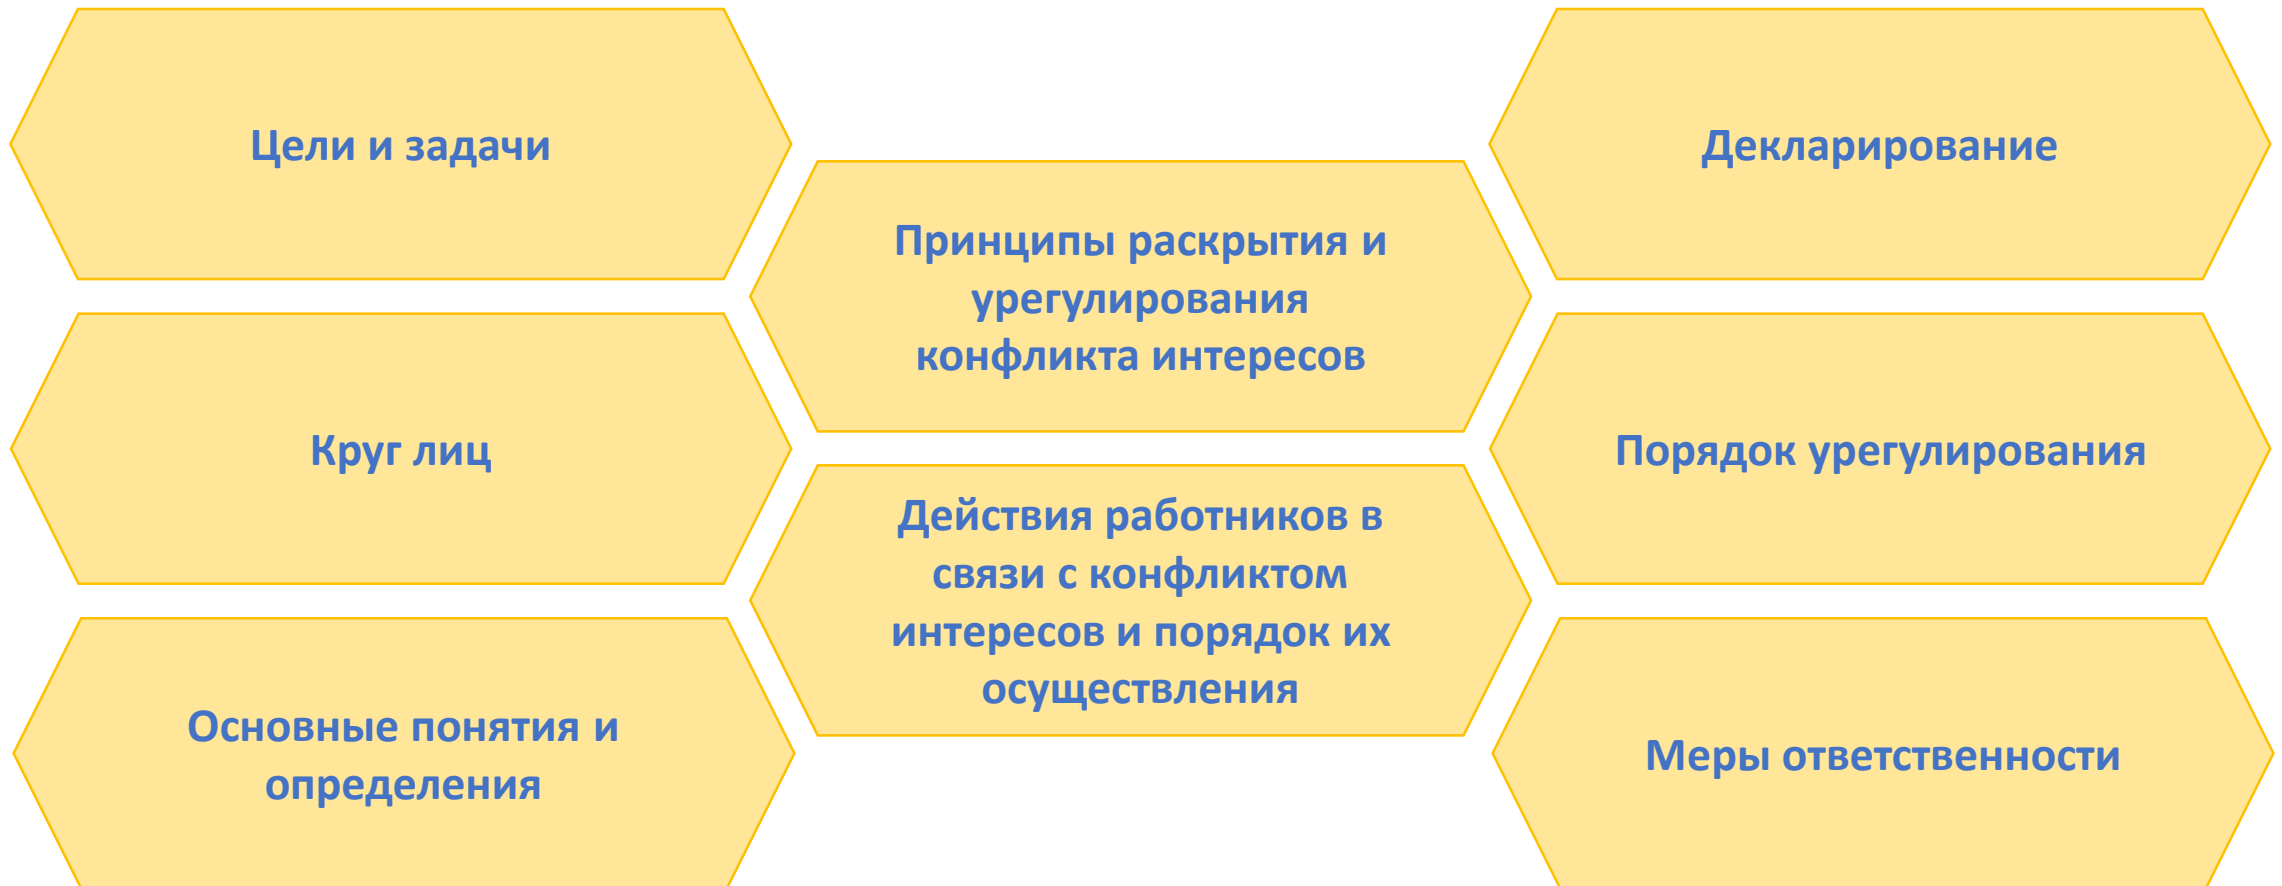 Цели и задачи
Круг лиц
Основные понятия и
определения
Принципы раскрытия и
урегулирования
конфликта интересов
Действия работников в
связи с конфликтом
интересов и порядок их
осуществления
Декларирование
Порядок урегулирования
Меры ответственности